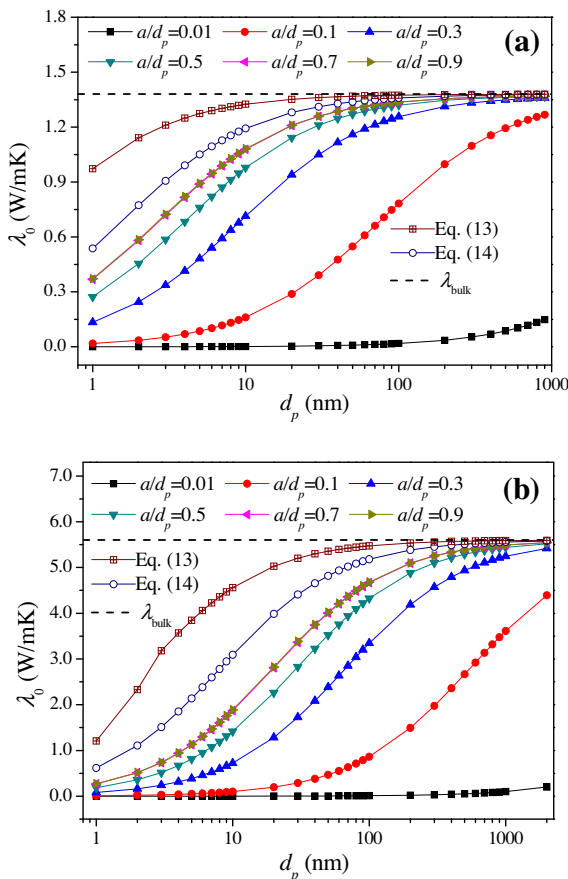 (a)
a/dp=0.01 a/dp=0.1 a/dp=0.3
a/dp=0.5 a/dp=0.7 a/dp=0.9
1.8
1.5
1.2
0.9
0.6
0.3
0.0
λ0 (W/mK)
Eq. (13)
Eq. (14)
λbulk
1 10 100 1000
dp (nm)
(b)
a/dp=0.01 a/dp=0.1 a/dp=0.3
a/dp=0.5 a/dp=0.7 a/dp=0.9
7.0
6.0
5.0
4.0
3.0
2.0
1.0
0.0
λ0 (W/mK)
Eq. (13)
Eq. (14)
λbulk
1 10 100 1000
dp (nm)